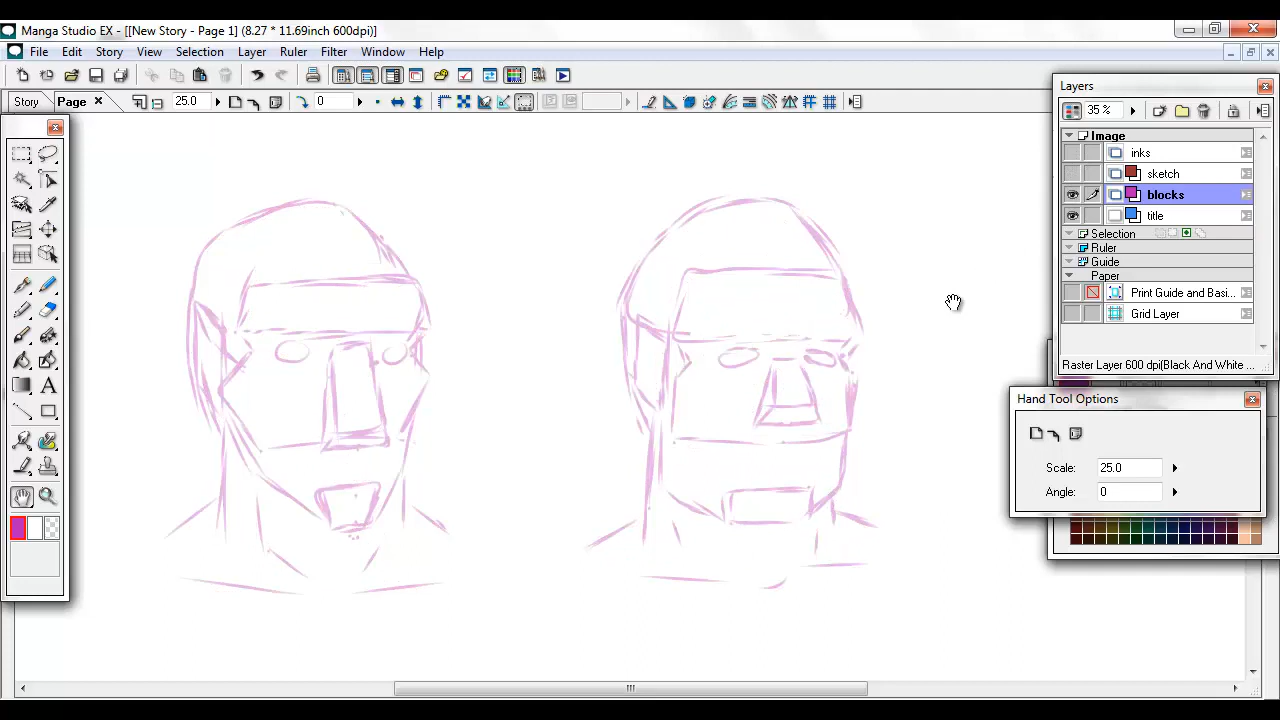 Manga Studio EX - [[New Story - Page 1] (8.27 * 11.69inch 600dpi)]
File Edit Story View Selection Layer Ruler Filter Window Help
Story Page 25.0 0
Layers
35 %
Image
inks
sketch
blocks
title
Selection
Ruler
Guide
Paper
Print Guide and Basi...
Grid Layer
Raster Layer 600 dpi(Black And White ...
Hand Tool Options
Scale: 25.0
Angle: 0